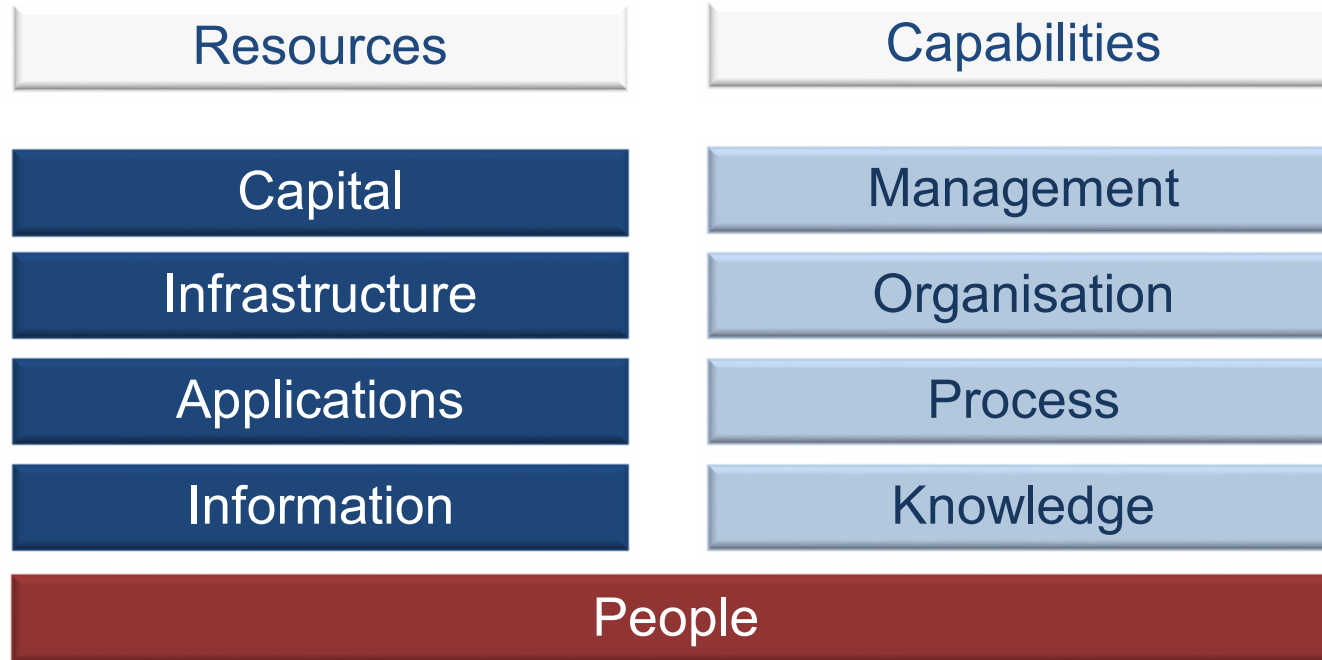 Resources
Capabilities
Capital
Management
Infrastructure
Organisation
Applications
Process
Information
Knowledge
People